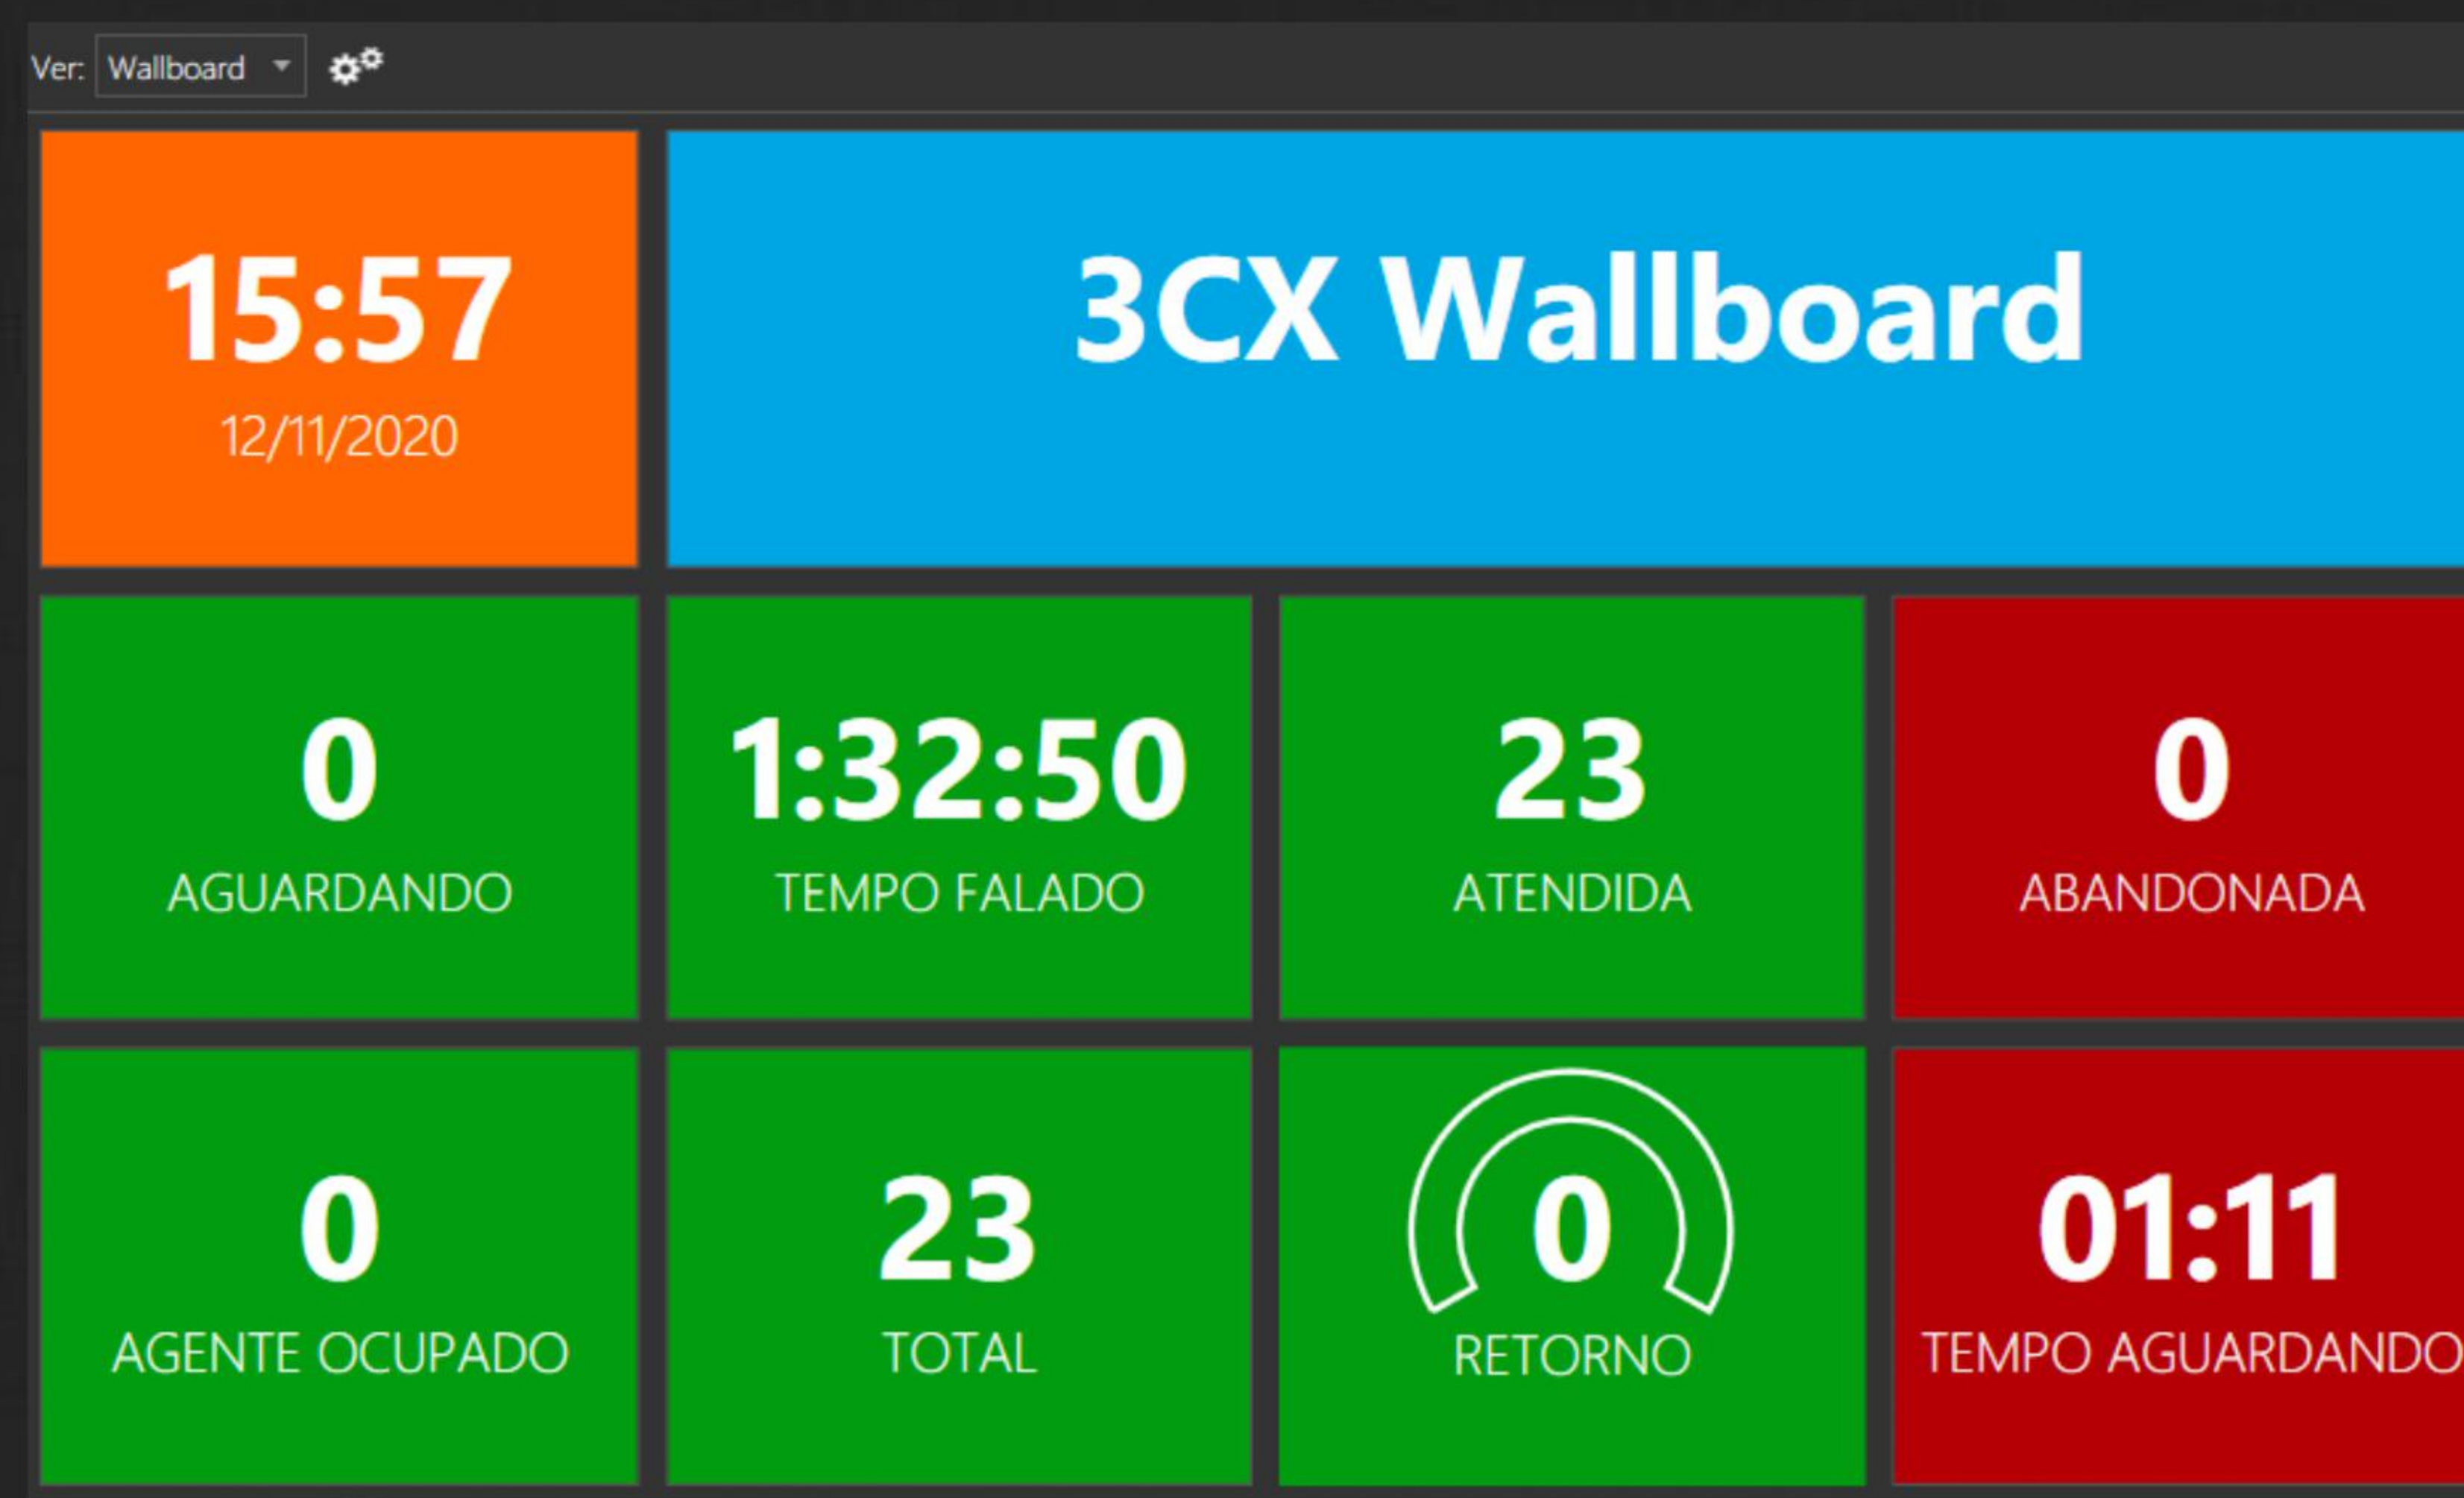 Ver: Wallboard
15:57
12/11/2020
3CX Wallboard
0
AGUARDANDO
1:32:50
TEMPO FALADO
23
ATENDIDA
0
ABANDONADA
0
AGENTE OCUPADO
23
TOTAL
0
RETORNO
01:11
TEMPO AGUARDANDO